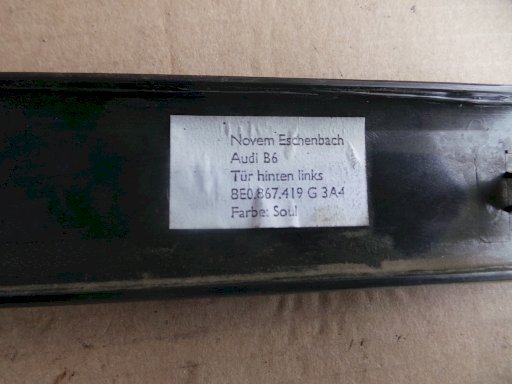 Novem Eschenbach
Audi B6
Tür hinten links
8E0.867.419 G 3A4
Farbe: Soul